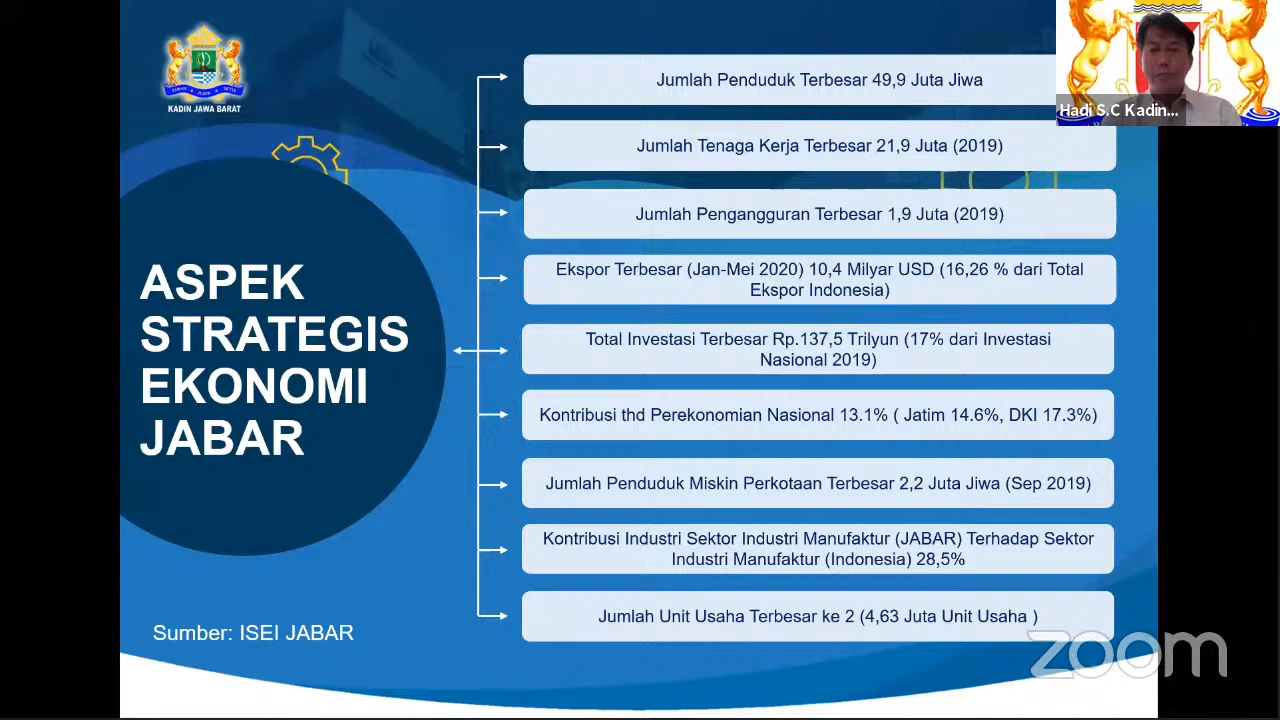 KADIN JAWA BARAT
ASPEK
STRATEGIS
EKONOMI
JABAR
Sumber: ISEI JABAR
Jumlah Penduduk Terbesar 49,9 Juta Jiwa
Jumlah Tenaga Kerja Terbesar 21,9 Juta (2019)
Jumlah Pengangguran Terbesar 1,9 Juta (2019)
Ekspor Terbesar (Jan-Mei 2020) 10,4 Milyar USD (16,26 % dari Total
Ekspor Indonesia)
Total Investasi Terbesar Rp.137,5 Trilyun (17% dari Investasi
Nasional 2019)
Kontribusi thd Perekonomian Nasional 13.1% ( Jatim 14.6%, DKI 17.3%)
Jumlah Penduduk Miskin Perkotaan Terbesar 2,2 Juta Jiwa (Sep 2019)
Kontribusi Industri Sektor Industri Manufaktur (JABAR) Terhadap Sektor
Industri Manufaktur (Indonesia) 28,5%
Jumlah Unit Usaha Terbesar ke 2 (4,63 Juta Unit Usaha )
Hadi S.C Kadin...
zoom